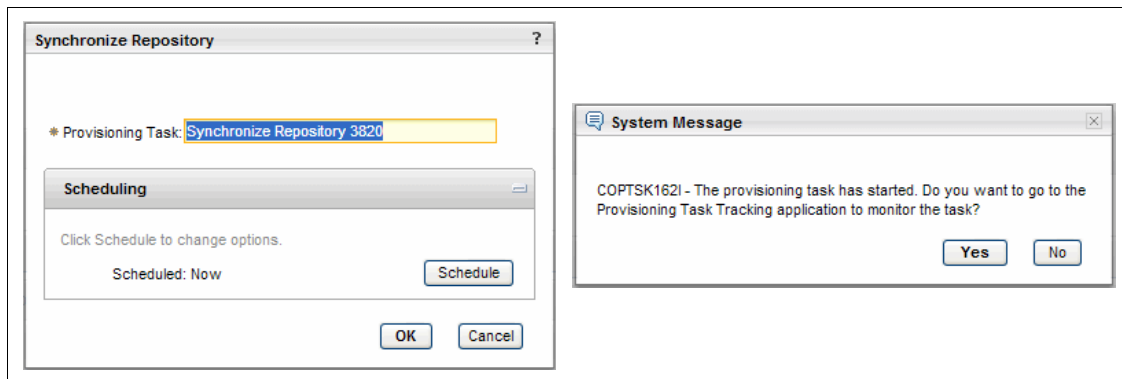 Synchronize Repository ?
* Provisioning Task: Synchronize Repository 3820
Scheduling
Click Schedule to change options.
Scheduled: Now Schedule
OK Cancel
System Message
COPTSK162I - The provisioning task has started. Do you want to go to the
Provisioning Task Tracking application to monitor the task?
Yes No